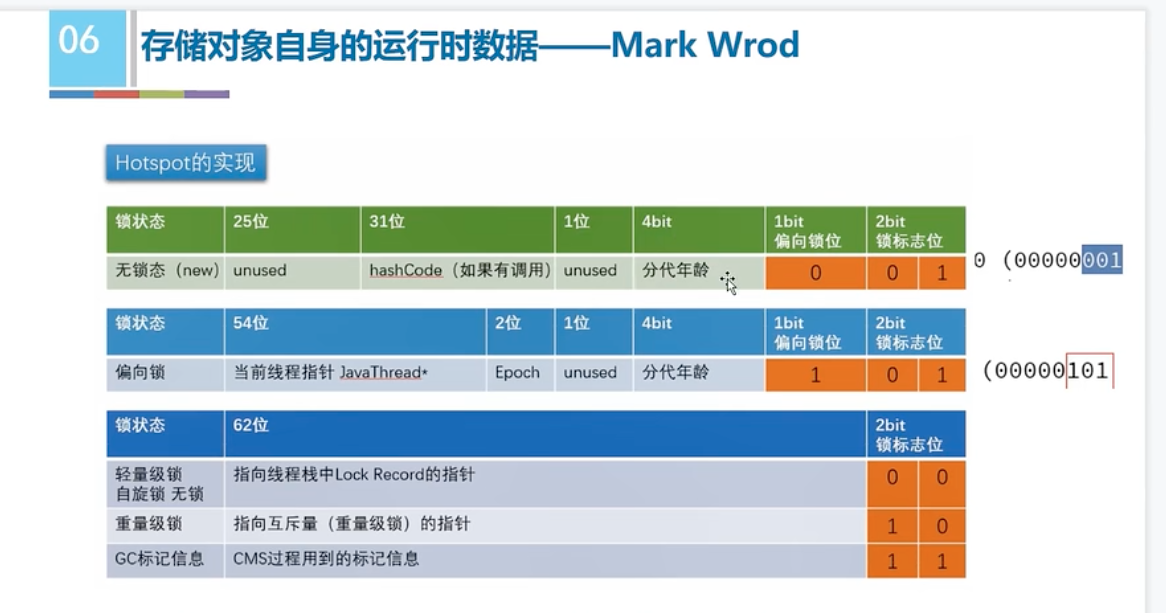 06
存储对象自身的运行时数据——Mark Wrod
Hotspot的实现
锁状态 25位 31位 1位 4bit 1bit 2bit
偏向锁位 锁标志位
无锁态（new） unused hashCode（如果有调用） unused 分代年龄 0 0 1
0 (00000001
锁状态 54位 2位 1位 4bit 1bit 2bit
偏向锁位 锁标志位
偏向锁 当前线程指针 JavaThread* Epoch unused 分代年龄 1 0 1
(00000101
锁状态 62位 2bit
锁标志位
轻量级锁 指向线程栈中Lock Record的指针 0 0
自旋锁 无锁
重量级锁 指向互斥量（重量级锁）的指针 1 0
GC标记信息 CMS过程用到的标记信息 1 1